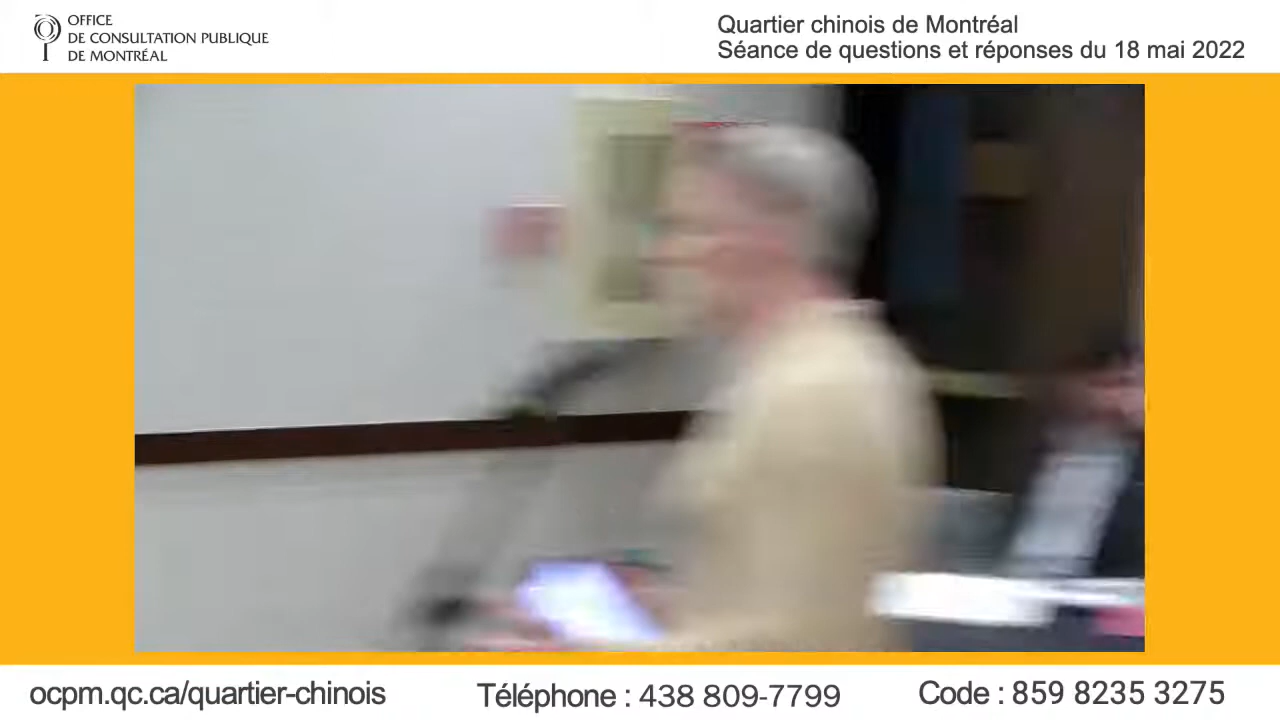 OFFICE
DE CONSULTATION PUBLIQUE
DE MONTRÉAL
Quartier chinois de Montréal
Séance de questions et réponses du 18 mai 2022
ocpm.qc.ca/quartier-chinois
Téléphone : 438 809-7799
Code : 859 8235 3275